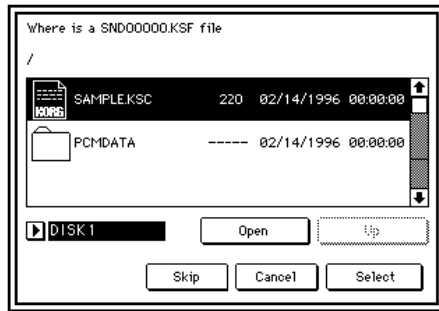 Where is a SND00000.KSF file
/
KORG SAMPLE.KSC 220 02/14/1996 00:00:00
PCMDATA ----- 02/14/1996 00:00:00
DISK1 Open Up
Skip Cancel Select